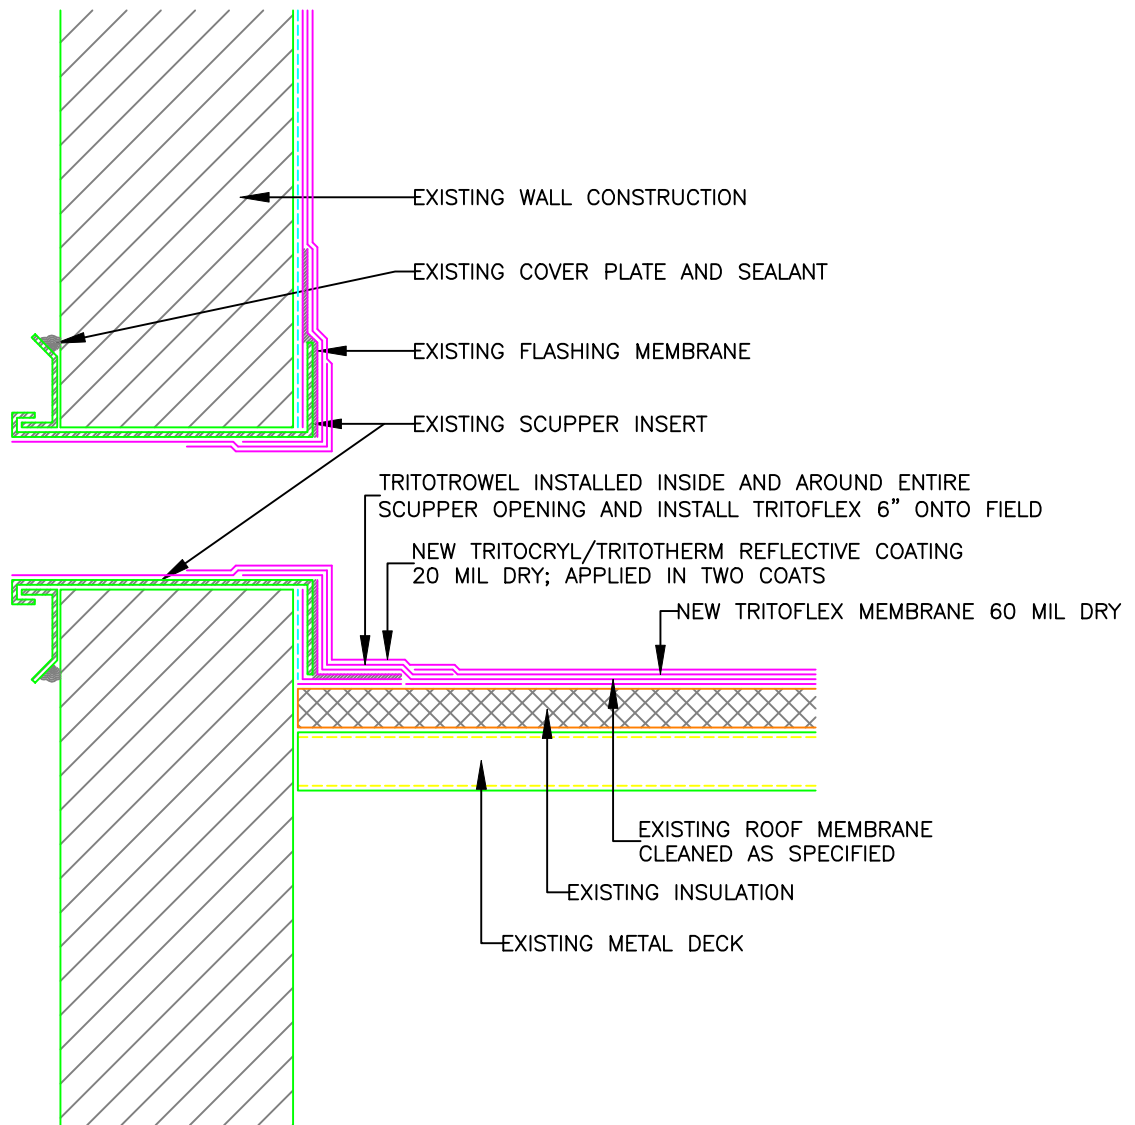 EXISTING WALL CONSTRUCTION
EXISTING COVER PLATE AND SEALANT
EXISTING FLASHING MEMBRANE
EXISTING SCUPPER INSERT
TRITOTROWEL INSTALLED INSIDE AND AROUND ENTIRE
SCUPPER OPENING AND INSTALL TRITOFLEX 6” ONTO FIELD
NEW TRITOCRYL/TRITOTHERM REFLECTIVE COATING
20 MIL DRY; APPLIED IN TWO COATS
NEW TRITOFLEX MEMBRANE 60 MIL DRY
EXISTING ROOF MEMBRANE
CLEANED AS SPECIFIED
EXISTING INSULATION
EXISTING METAL DECK